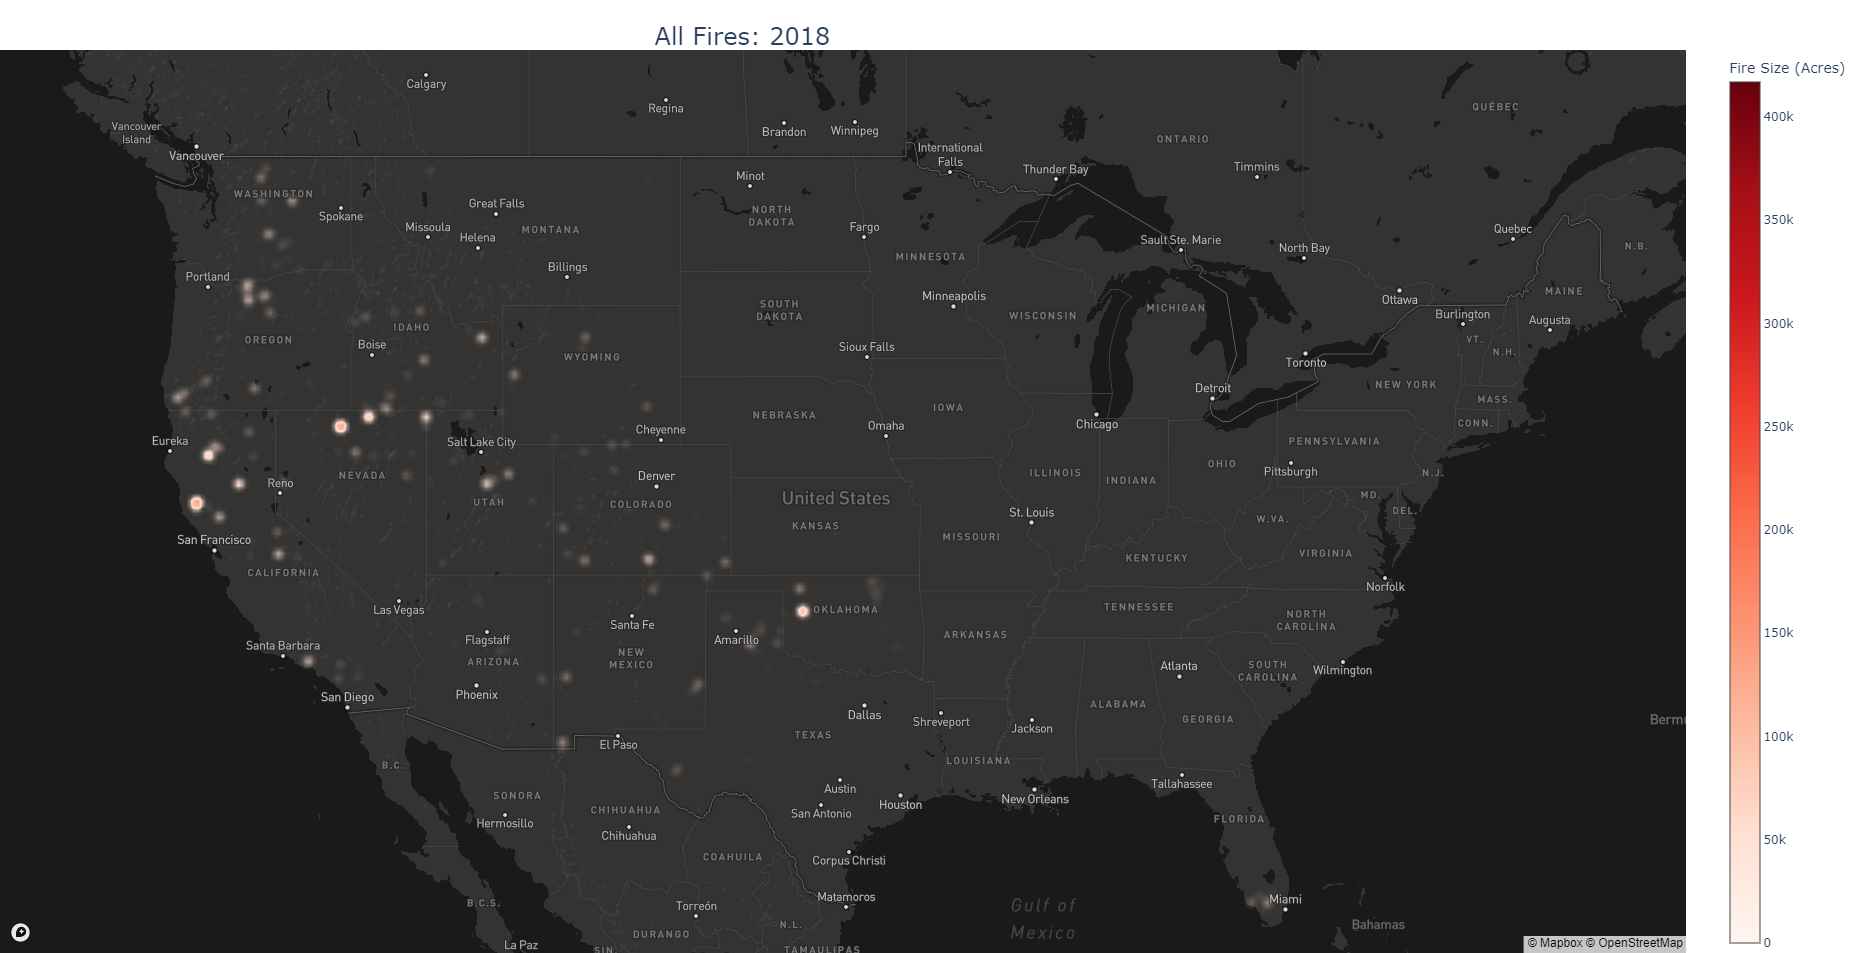 All Fires: 2018
Fire Size (Acres)
400k
350k
300k
250k
200k
150k
100k
50k
0
Calgary
Regina
Brandon
Winnipeg
Vancouver
Island
Vancouver
International
Falls
Thunder Bay
ONTARIO
Timmins
QUÉBEC
WASHINGTON
Spokane
Great Falls
Missoula
Helena
MONTANA
Billings
Minot
NORTH
DAKOTA
Fargo
MINNESOTA
Sault Ste. Marie
North Bay
Quebec
N.B.
Portland
SOUTH
DAKOTA
Minneapolis
WISCONSIN
MICHIGAN
Ottawa
Burlington
MAINE
Augusta
OREGON
IDAHO
Boise
WYOMING
Sioux Falls
Toronto
VT.
N.H.
Detroit
NEW YORK
MASS.
CONN.
Eureka
NEBRASKA
IOWA
Omaha
Chicago
Salt Lake City
Cheyenne
PENNSYLVANIA
Pittsburgh
NEVADA
Reno
UTAH
Denver
COLORADO
United States
KANSAS
ILLINOIS
INDIANA
OHIO
N.J.
MD.
DEL.
St. Louis
MISSOURI
W.VA.
VIRGINIA
San Francisco
CALIFORNIA
KENTUCKY
Norfolk
Las Vegas
Santa Fe
OKLAHOMA
TENNESSEE
NORTH
CAROLINA
Santa Barbara
Flagstaff
ARIZONA
NEW
MEXICO
Amarillo
ARKANSAS
Atlanta
SOUTH
CAROLINA
Wilmington
San Diego
Phoenix
Dallas
Shreveport
Jackson
ALABAMA
GEORGIA
Bermu
El Paso
TEXAS
LOUISIANA
B.C.
SONORA
Hermosillo
CHIHUAHUA
Chihuahua
Austin
San Antonio
Houston
New Orleans
Tallahassee
FLORIDA
COAHUILA
Corpus Christi
B.C.S.
Torreón
Matamoros
Gulf of
Mexico
Miami
Bahamas
N.L.
DURANGO
La Paz
SIN.
TAMAULIPAS
© Mapbox © OpenStreetMap